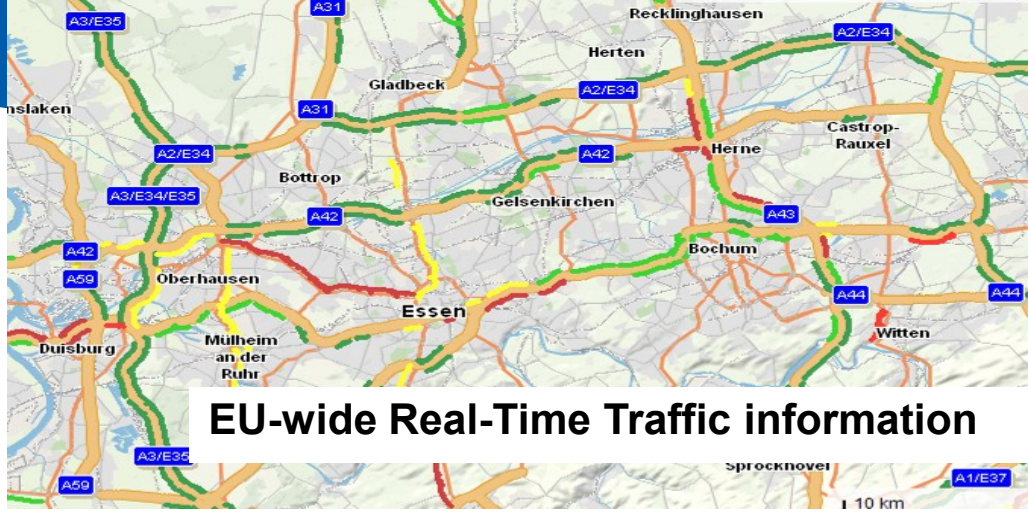 A3/E35
A31
Recklinghausen
A2/E34
Herten
Gladbeck
A2/E34
nslaken
A31
Castrop-
Rauxel
A2/E34
A42
Herne
Bottrop
A3/E34/E35
Gelsenkirchen
A42
A43
A42
Bochum
A59
Oberhausen
A44
A44
Essen
Duisburg
Mülheim
an der
Ruhr
Witten
EU-wide Real-Time Traffic information
A3/E35
Sprockhövel
A59
A1/E37
10 km